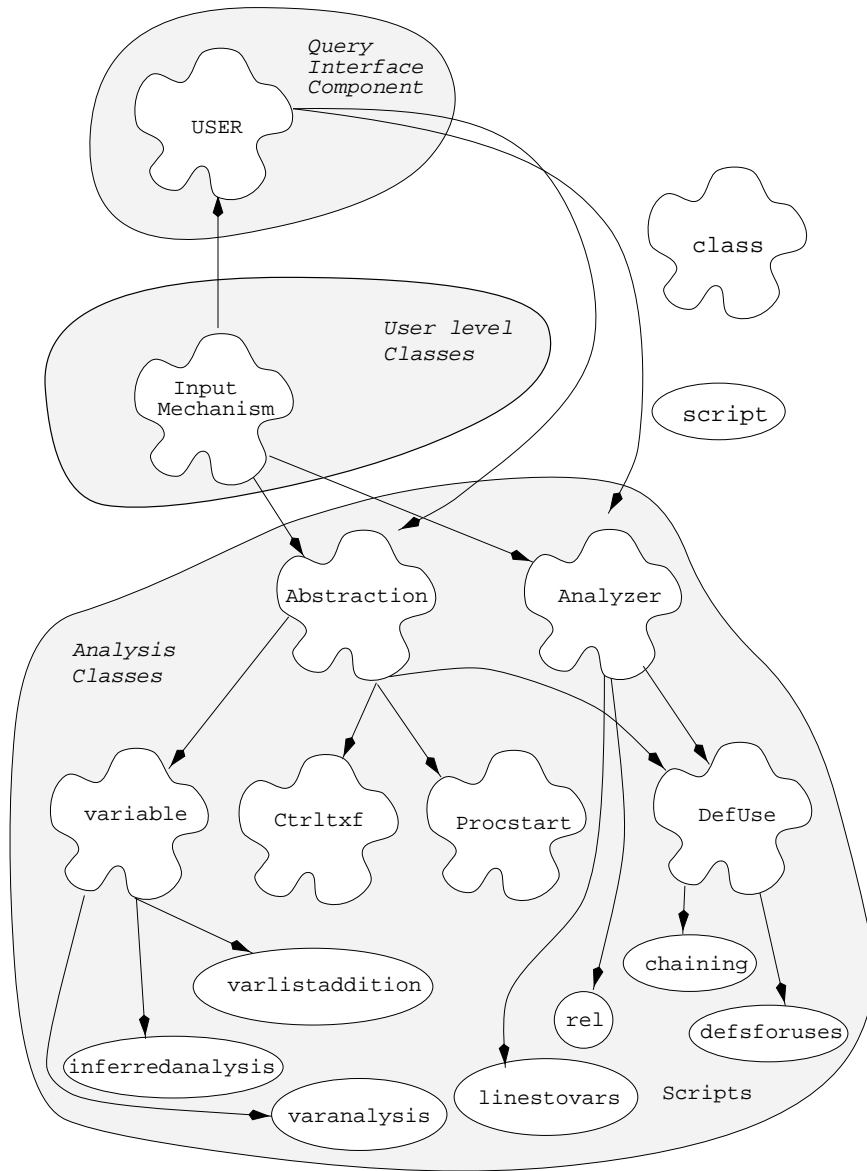 Query
Interface
Component
USER
class
User level
Classes
Input
Mechanism
script
Abstraction
Analyzer
Analysis
Classes
variable
Ctrltxf
Procstart
DefUse
chaining
varlistaddition
rel
defsforuses
inferredanalysis
linestovars
Scripts
varanalysis